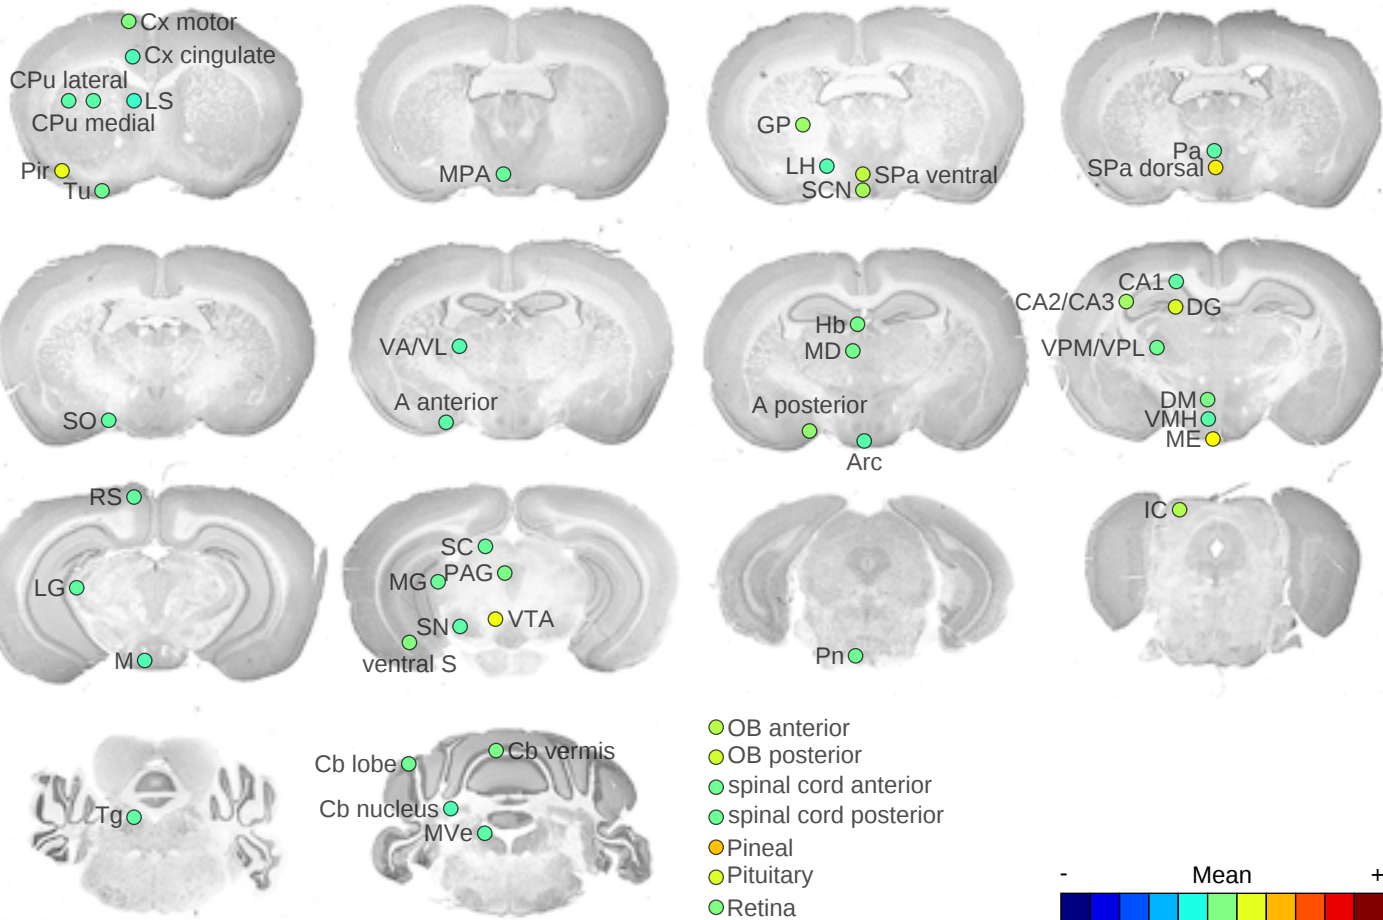 Cx motor
Cx cingulate
CPu lateral
LS
CPu medial
Pir
Tu
MPA
GP
LH
SPa ventral
SCN
Pa
SPa dorsal
SO
VA/VL
A anterior
Hb
MD
A posterior
Arc
CA1
CA2/CA3
DG
VPM/VPL
DM
VMH
ME
RS
LG
M
SC
PAG
MG
VTA
SN
ventral S
Pn
IC
Tg
Cb vermis
Cb lobe
Cb nucleus
MVe
OB anterior
OB posterior
spinal cord anterior
spinal cord posterior
Pineal
Pituitary
Retina
- Mean +